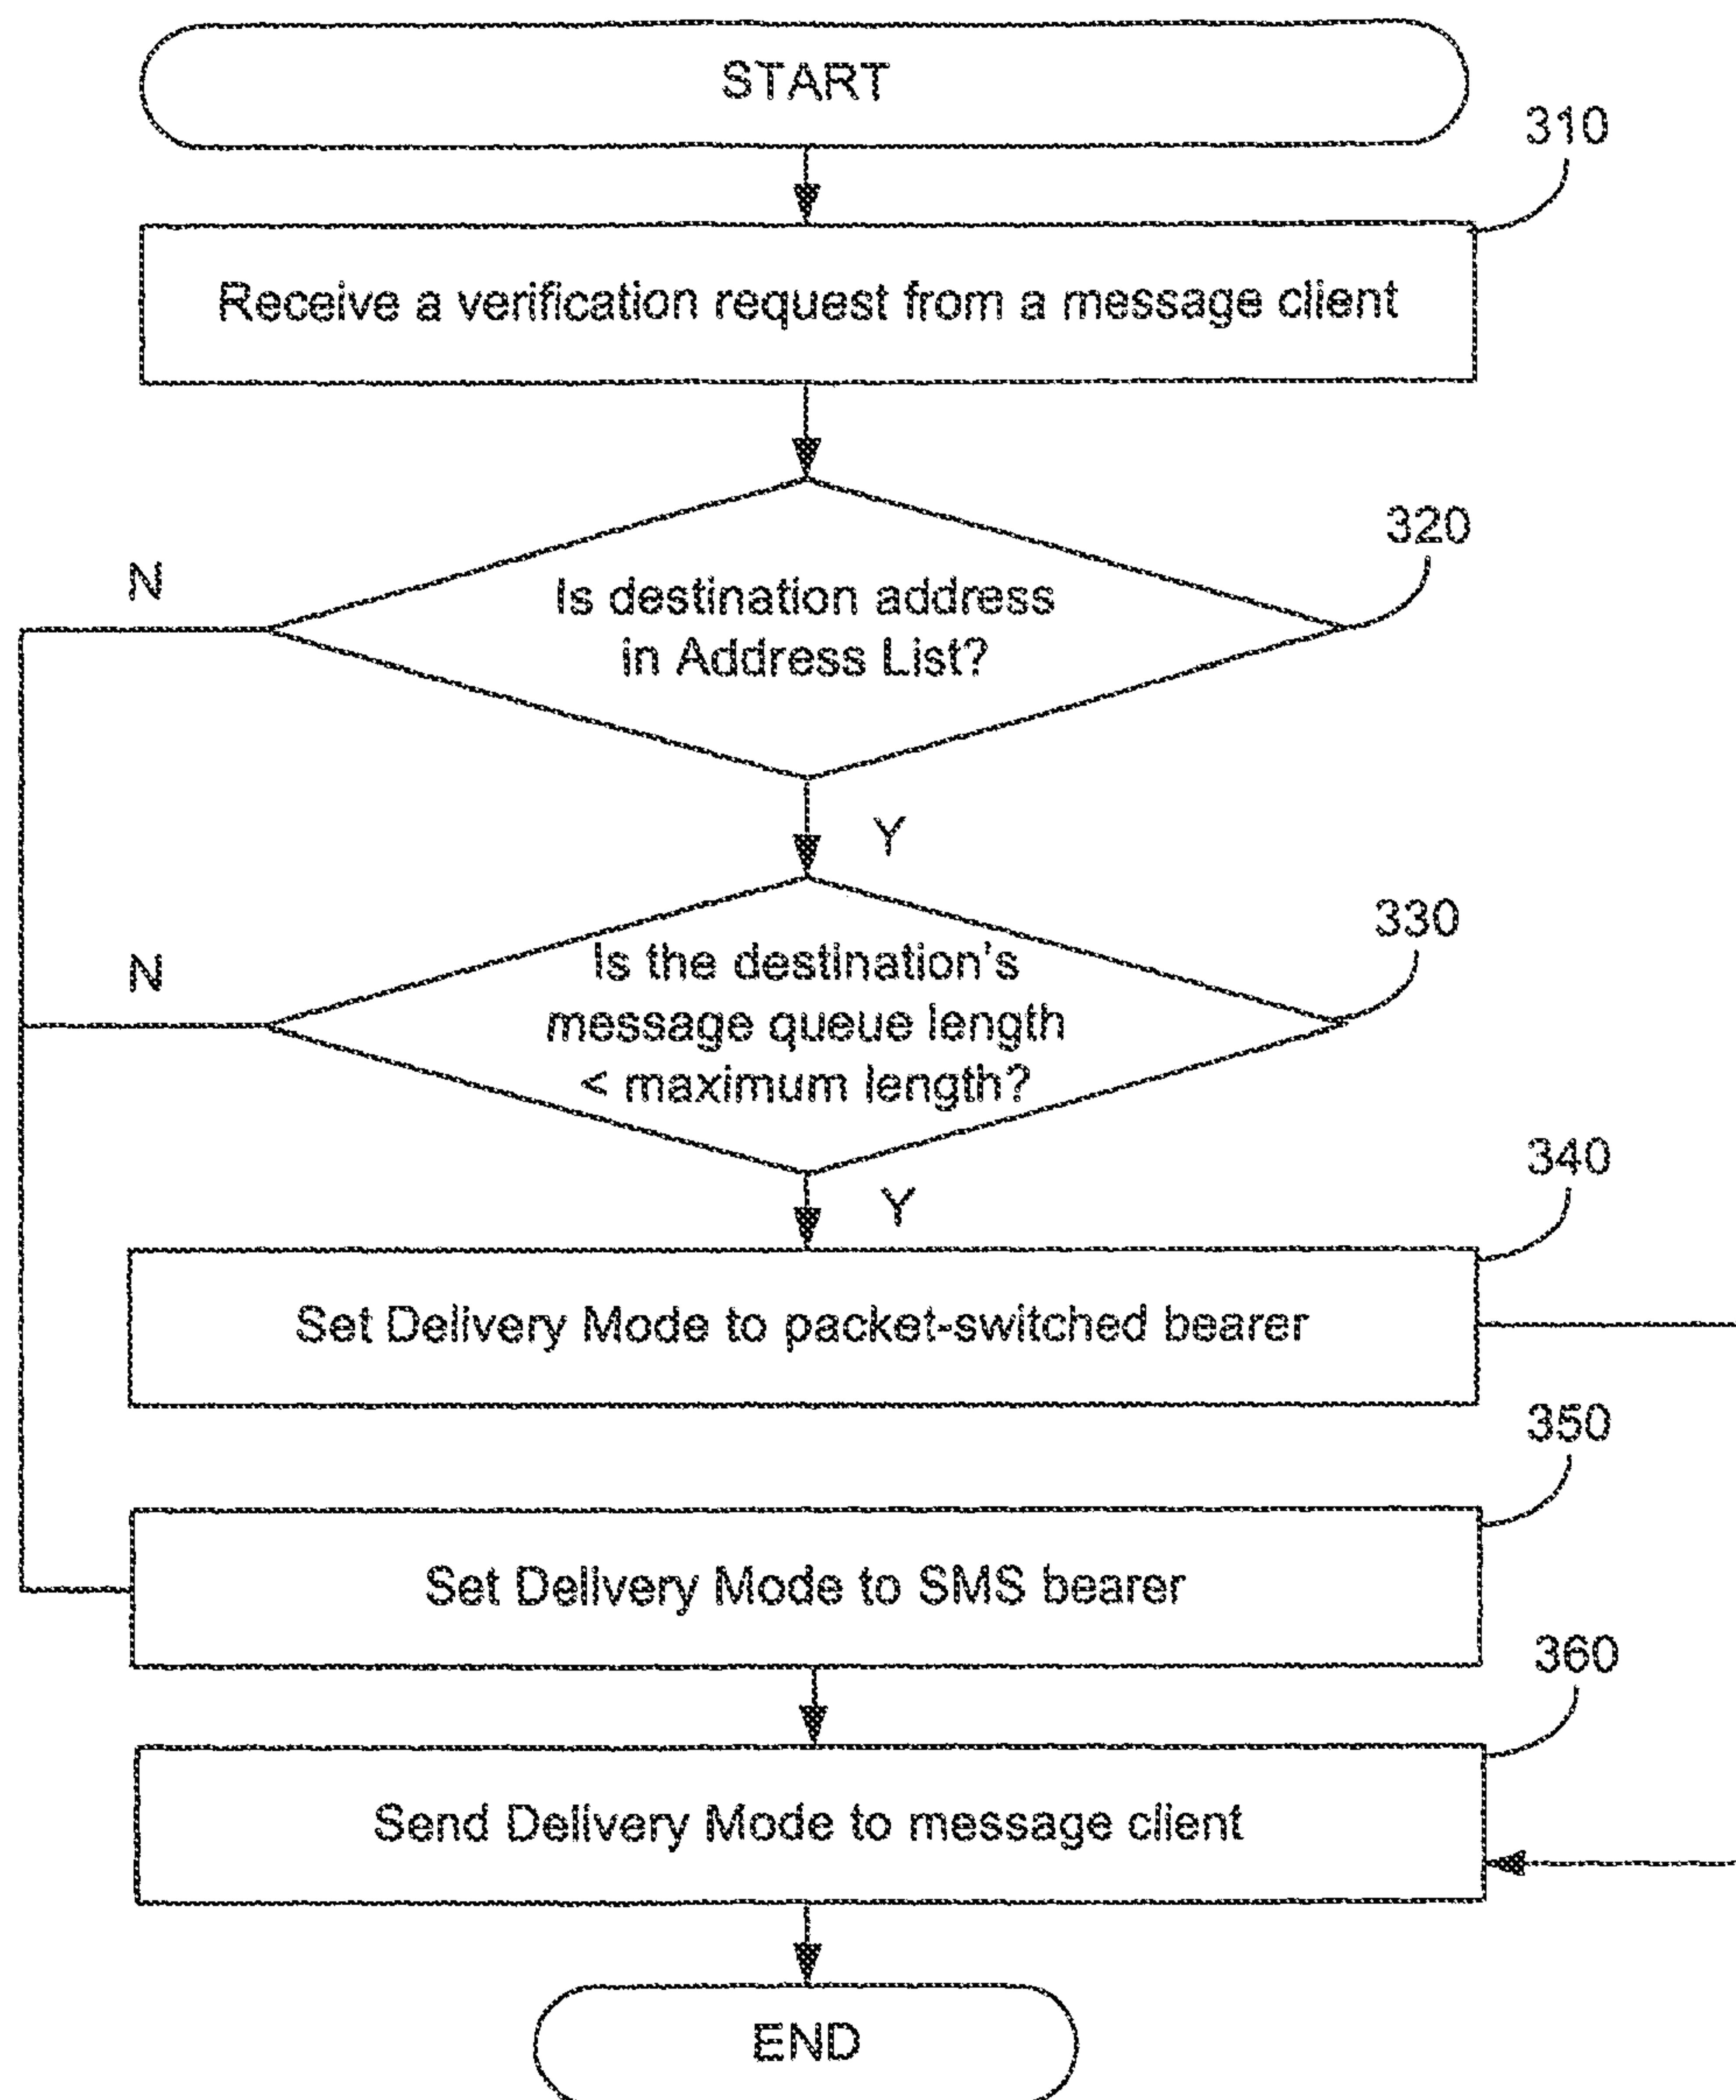 START
310
Receive a verification request from a message client
320
N
Is destination address
in Address List?
Y
330
N
Is the destination's
message queue length
< maximum length?
340
Y
Set Delivery Mode to packet-switched bearer
350
Set Delivery Mode to SMS bearer
360
Send Delivery Mode to message client
END